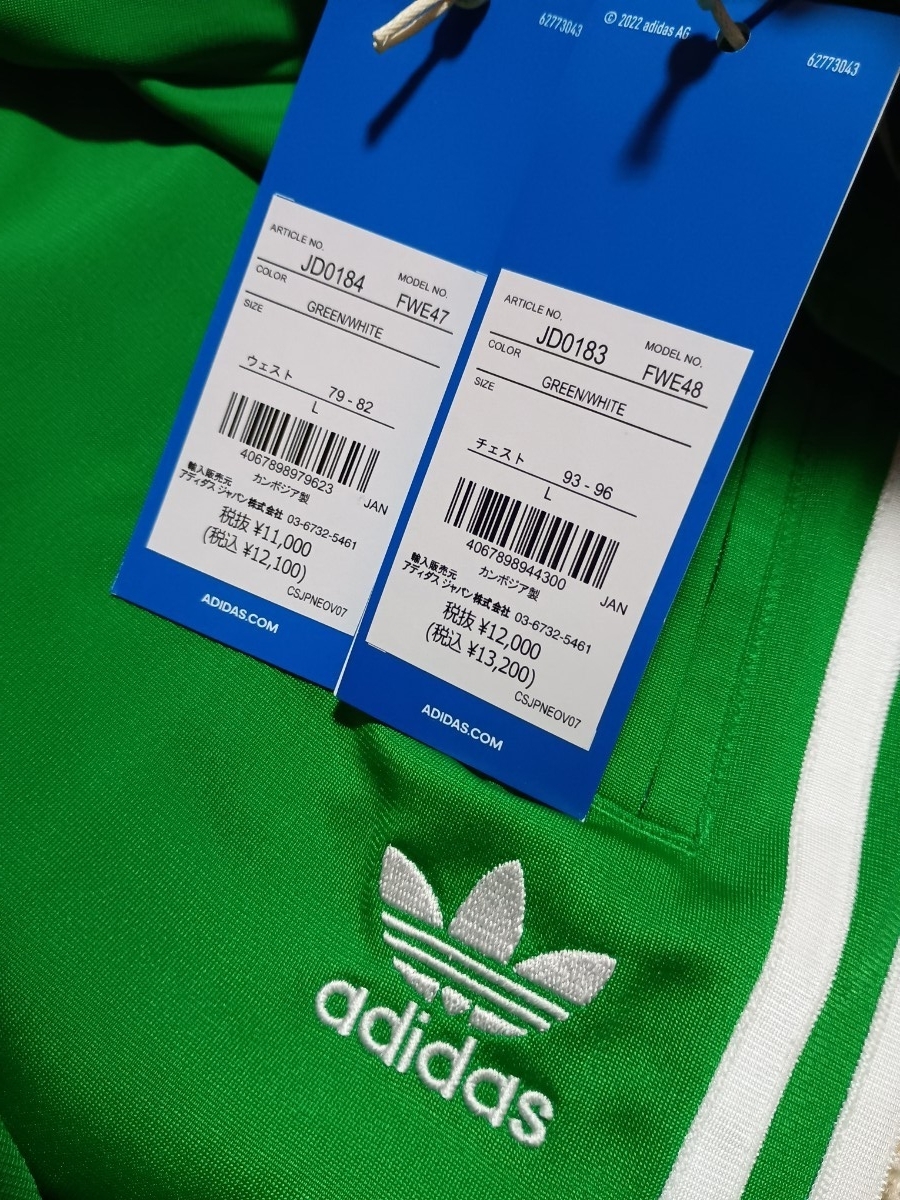 62773043
ARTICLE NO.
JD0184
MODEL NO.
FWE47
COLOR
GREEN/WHITE
SIZE
ウェスト 79 - 82
L
4067898979623
JAN
カンボジア製
輸入販売元
アディダス ジャパン株式会社 03-6732-5461
税抜 ¥11,000
(税込 ¥12,100)
CSJPNEOV07
ADIDAS.COM
© 2022 adidas AG
62773043
ARTICLE NO.
JD0183
MODEL NO.
FWE48
COLOR
GREEN/WHITE
SIZE
チェスト 93 - 96
L
4067898944300
JAN
カンボジア製
輸入販売元
アディダス ジャパン株式会社 03-6732-5461
税抜 ¥12,000
(税込 ¥13,200)
CSJPNEOV07
ADIDAS.COM
adidas